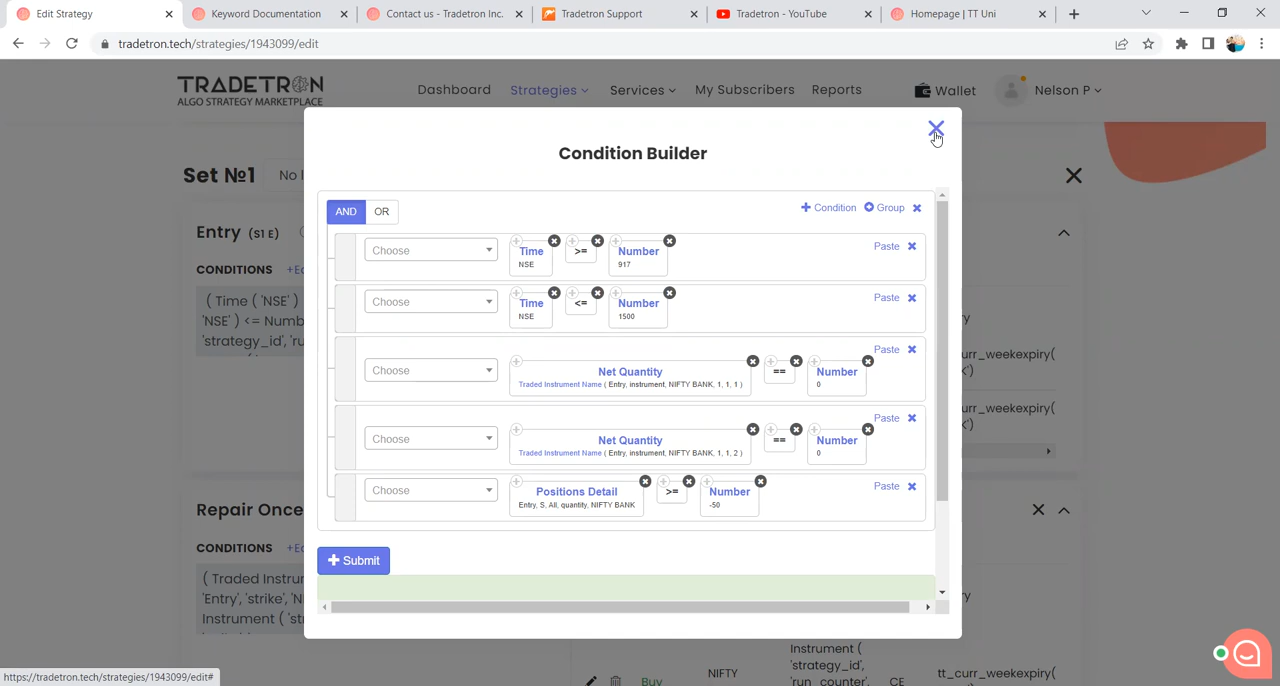 Edit Strategy
Keyword Documentation
Contact us - Tradetron Inc.
Tradetron Support
Tradetron - YouTube
Homepage | TT Uni
tradetron.tech/strategies/1943099/edit
TRADETRON
ALGO STRATEGY MARKETPLACE
Dashboard
Strategies
Services
My Subscribers
Reports
Wallet
Nelson P
Condition Builder
Set №1
No l
AND
OR
Condition
Group
Entry (S1 E)
Choose
Time
NSE
>=
Number
917
Paste
CONDITIONS
+Ed
( Time ( 'NSE' )
'NSE' ) <= Numb
'strategy_id', 'ru
Choose
Time
NSE
<=
Number
1500
Paste
Choose
Net Quantity
Traded Instrument Name ( Entry, instrument, NIFTY BANK, 1, 1, 1 )
==
Number
0
Paste
curr_weekexpiry(
Choose
Net Quantity
Traded Instrument Name ( Entry, instrument, NIFTY BANK, 1, 1, 2 )
==
Number
0
Paste
curr_weekexpiry(
Choose
Positions Detail
Entry, S, All, quantity, NIFTY BANK
>=
Number
-50
Paste
Repair Once
CONDITIONS
Submit
( Traded Instrun
'Entry', 'strike', 'N
Instrument ( 'str
Buy
NIFTY
Instrument (
'strategy_id',
'run_counter',
CE
tt_curr_weekexpiry(
https://tradetron.tech/strategies/1943099/edit#